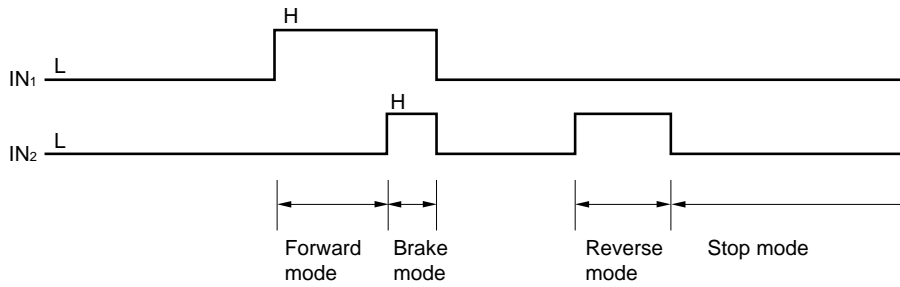 H
IN₁ L
H
IN₂ L
Forward mode
Brake mode
Reverse mode
Stop mode